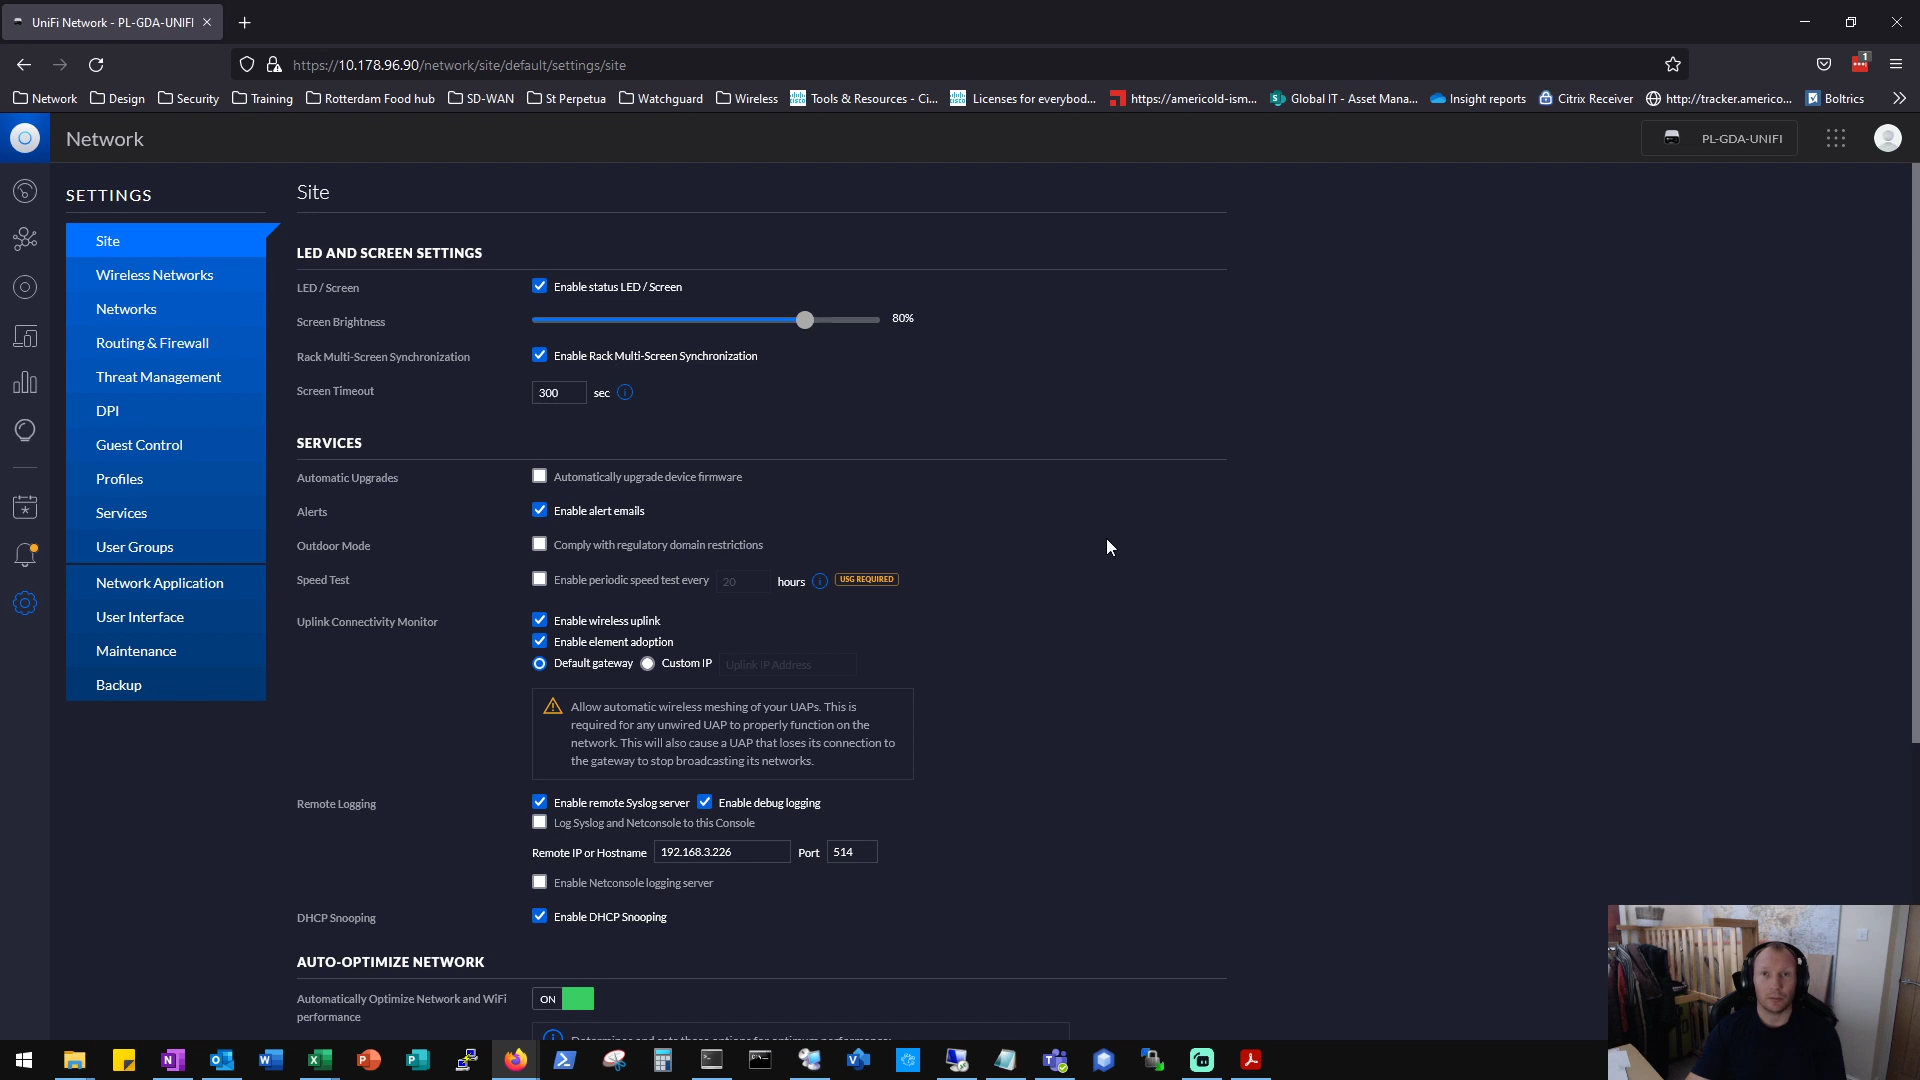 UniFi Network - PL-GDA-UNIFI
https://10.178.96.90/network/site/default/settings/site
1
Network Design Security Training Rotterdam Food hub SD-WAN St Perpetua Watchguard Wireless Tools & Resources - Ci... Licenses for everybod... https://americold-ism... Global IT - Asset Mana... Insight reports Citrix Receiver http://tracker.americo... Boltrics
Network
PL-GDA-UNIFI
SETTINGS
Site
Wireless Networks
Networks
Routing & Firewall
Threat Management
DPI
Guest Control
Profiles
Services
User Groups
Network Application
User Interface
Maintenance
Backup
Site
LED AND SCREEN SETTINGS
LED / Screen Enable status LED / Screen
Screen Brightness 80%
Rack Multi-Screen Synchronization Enable Rack Multi-Screen Synchronization
Screen Timeout 300 sec
SERVICES
Automatic Upgrades Automatically upgrade device firmware
Alerts Enable alert emails
Outdoor Mode Comply with regulatory domain restrictions
Speed Test Enable periodic speed test every 20 hours USG REQUIRED
Uplink Connectivity Monitor Enable wireless uplink
Enable element adoption
Default gateway Custom IP Uplink IP Address
Allow automatic wireless meshing of your UAPs. This is
required for any unwired UAP to properly function on the
network. This will also cause a UAP that loses its connection to
the gateway to stop broadcasting its networks.
Remote Logging Enable remote Syslog server Enable debug logging
Log Syslog and Netconsole to this Console
Remote IP or Hostname 192.168.3.226 Port 514
Enable Netconsole logging server
DHCP Snooping Enable DHCP Snooping
AUTO-OPTIMIZE NETWORK
Automatically Optimize Network and WiFi
performance
ON